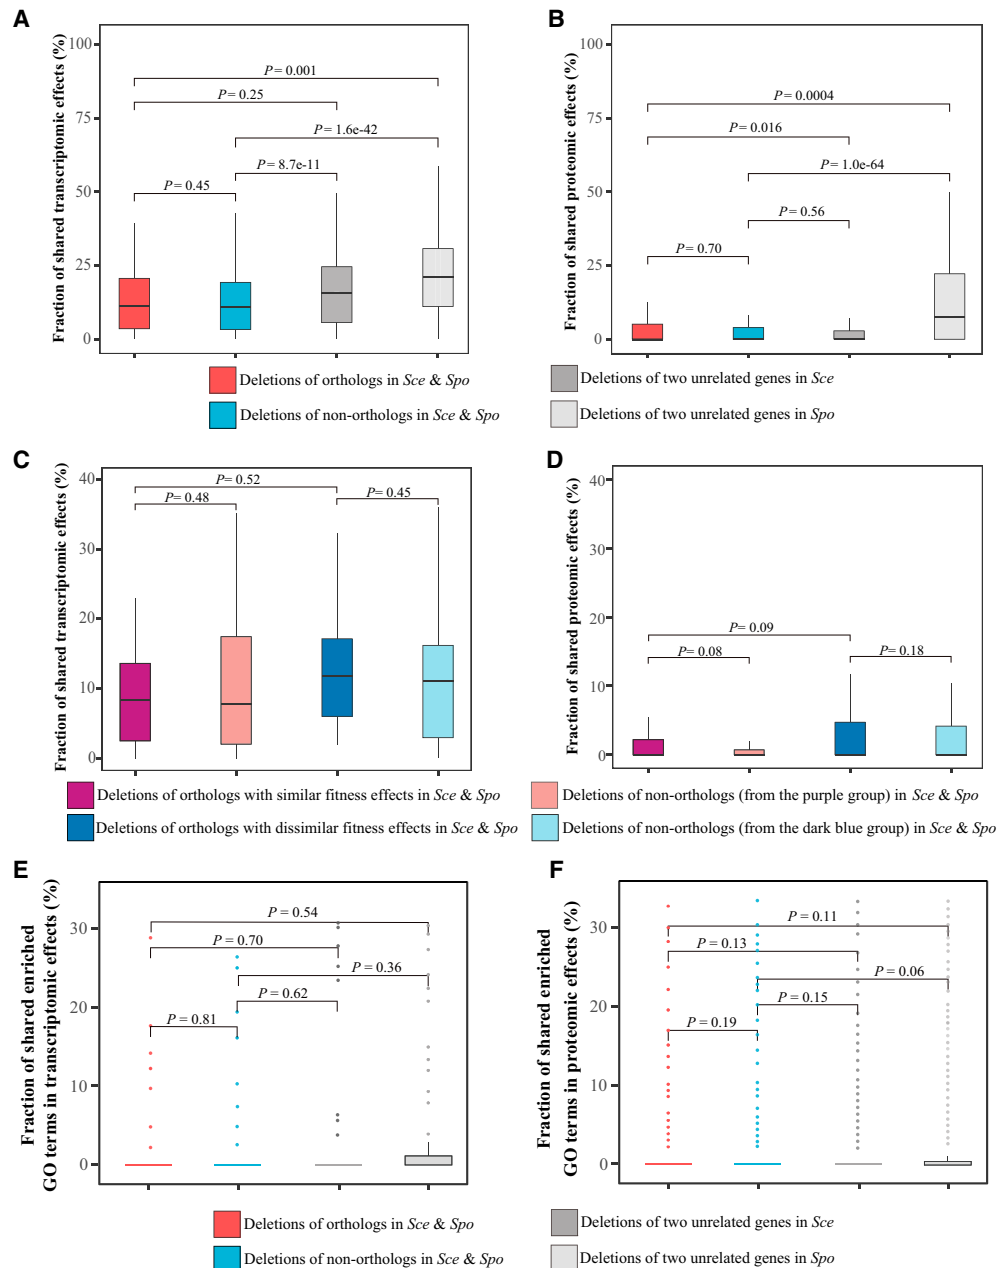 A
Fraction of shared transcriptomic effects (%)
100
75
50
25
0
P = 0.001
P = 0.25
P = 1.6e-42
P = 8.7e-11
P = 0.45
B
Fraction of shared proteomic effects (%)
100
75
50
25
0
P = 0.0004
P = 0.016
P = 1.0e-64
P = 0.56
P = 0.70
Deletions of orthologs in Sce & Spo
Deletions of non-orthologs in Sce & Spo
Deletions of two unrelated genes in Sce
Deletions of two unrelated genes in Spo
C
Fraction of shared transcriptomic effects (%)
40
30
20
10
0
P= 0.52
P= 0.48
P= 0.45
D
Fraction of shared proteomic effects (%)
40
30
20
10
0
P= 0.09
P= 0.08
P= 0.18
Deletions of orthologs with similar fitness effects in Sce & Spo
Deletions of orthologs with dissimilar fitness effects in Sce & Spo
Deletions of non-orthologs (from the purple group) in Sce & Spo
Deletions of non-orthologs (from the dark blue group) in Sce & Spo
E
Fraction of shared enriched
GO terms in transcriptomic effects (%)
30
20
10
0
P = 0.54
P = 0.70
P = 0.36
P = 0.62
P = 0.81
F
Fraction of shared enriched
GO terms in proteomic effects (%)
30
20
10
0
P = 0.11
P = 0.13
P = 0.06
P = 0.15
P = 0.19
Deletions of orthologs in Sce & Spo
Deletions of non-orthologs in Sce & Spo
Deletions of two unrelated genes in Sce
Deletions of two unrelated genes in Spo